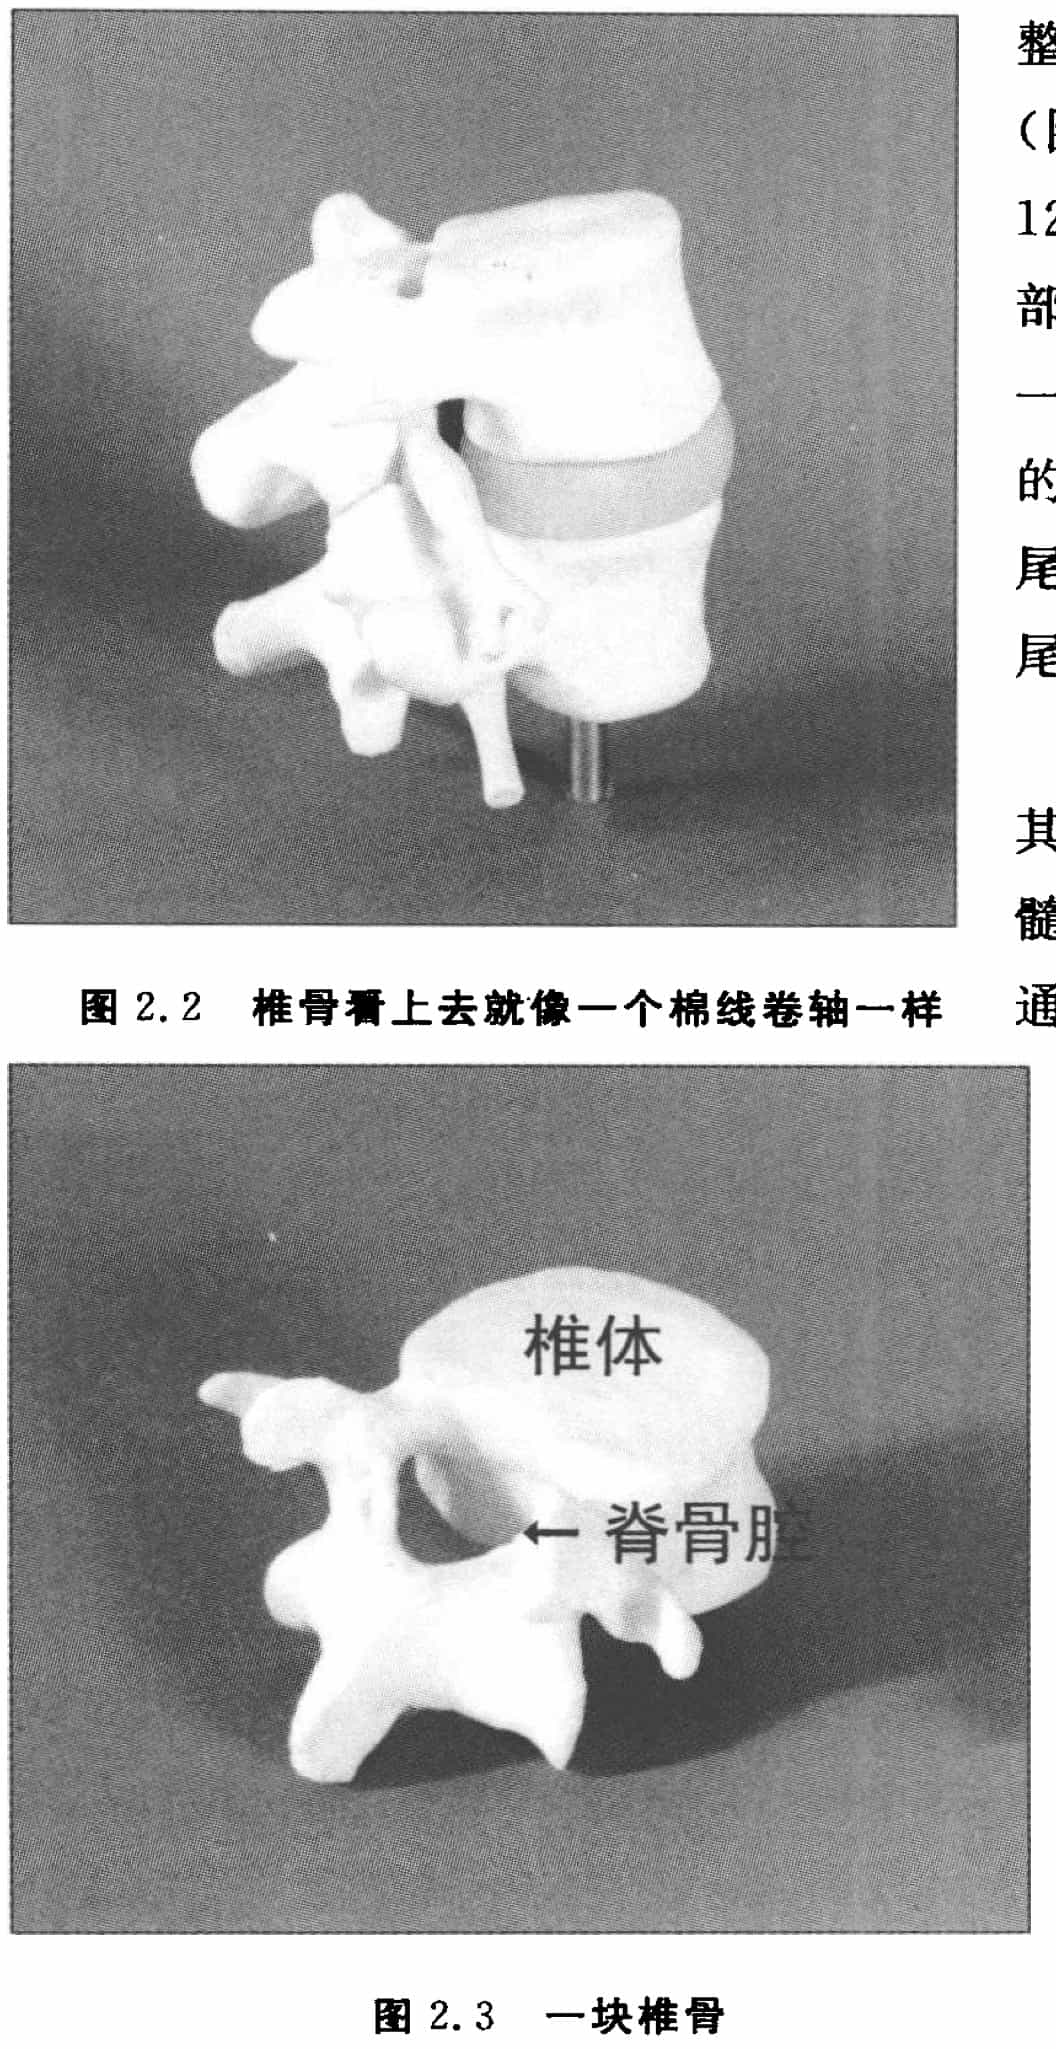 整
12
部
一
的
尾
尾
其
髓
通
图 2.2 椎骨看上去就像一个棉线卷轴一样
椎体
脊骨腔
图 2.3 一块椎骨